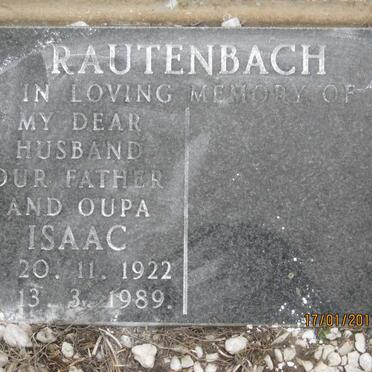 RAUTENBACH
IN LOVING MEMORY OF
MY DEAR
HUSBAND
OUR FATHER
AND OUPA
ISAAC
20. 11. 1922
13. 3. 1989.